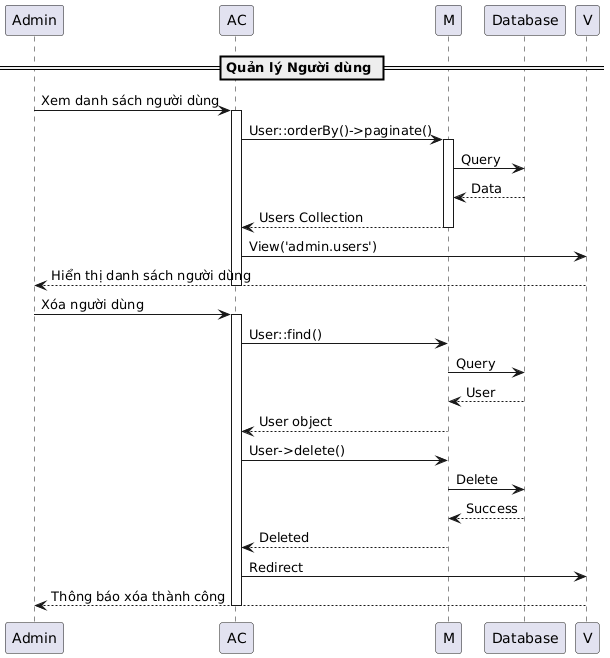 Admin AC M Database V
Quản lý Người dùng
Xem danh sách người dùng
User::orderBy()->paginate()
Query
Data
Users Collection
View('admin.users')
Hiển thị danh sách người dùng
Xóa người dùng
User::find()
Query
User
User object
User->delete()
Delete
Success
Deleted
Redirect
Thông báo xóa thành công
Admin AC M Database V